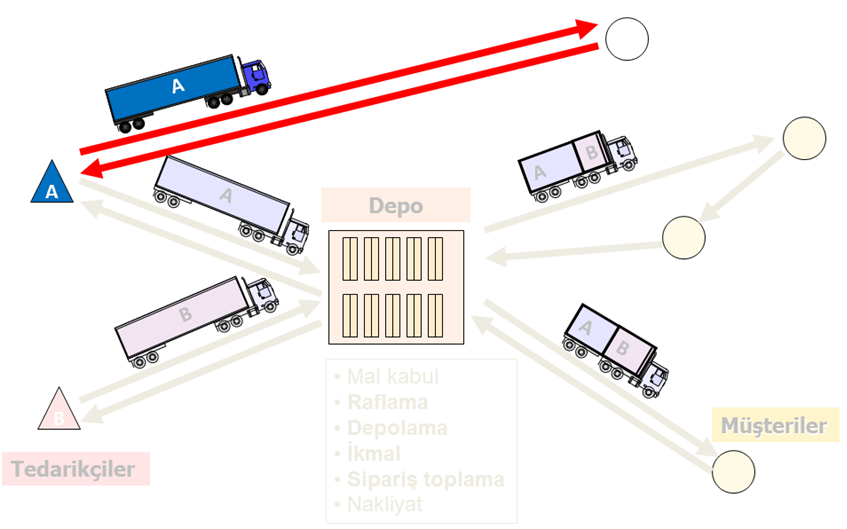 A
A
A
B
A
Depo
B
B
• Mal kabul
• Raflama
• Depolama
• İkmal
• Sipariş toplama
• Nakliyat
A
B
Müşteriler
Tedarikçiler